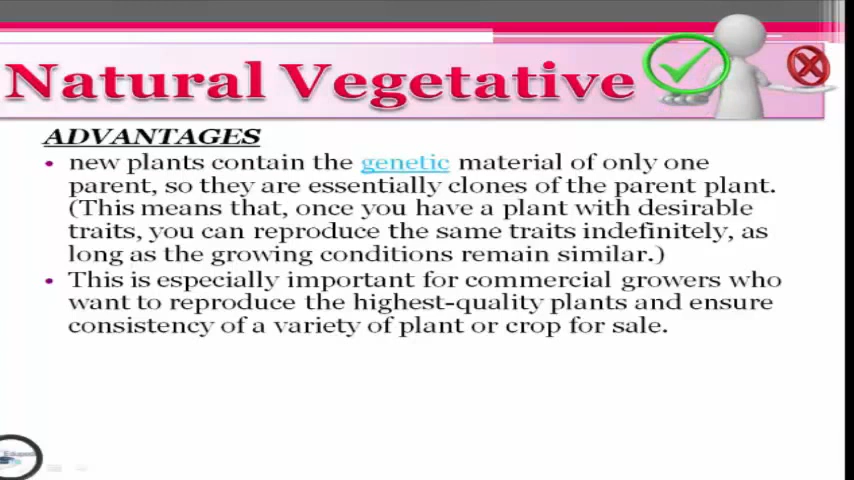 Natural Vegetative
ADVANTAGES
• new plants contain the genetic material of only one
parent, so they are essentially clones of the parent plant.
(This means that, once you have a plant with desirable
traits, you can reproduce the same traits indefinitely, as
long as the growing conditions remain similar.)
• This is especially important for commercial growers who
want to reproduce the highest-quality plants and ensure
consistency of a variety of plant or crop for sale.